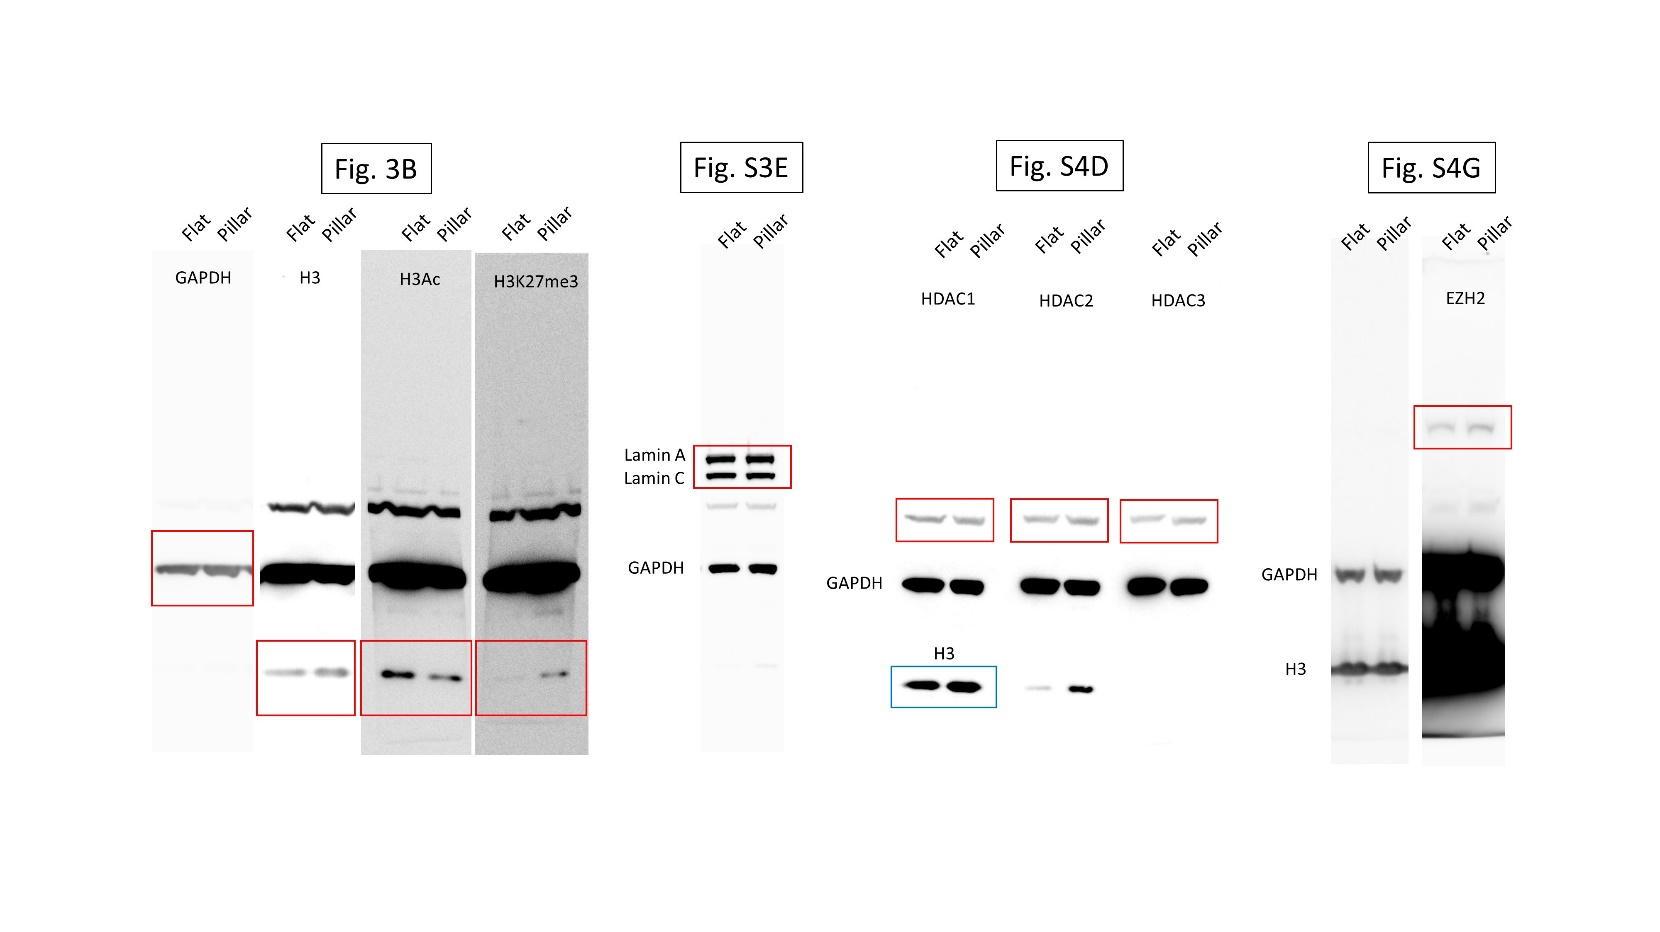 Fig. 3B
Flat Pillar Flat Pillar Flat Pillar Flat Pillar
GAPDH H3 H3Ac H3K27me3
Fig. S3E
Flat Pillar
Lamin A
Lamin C
GAPDH
Fig. S4D
Flat Pillar Flat Pillar Flat Pillar
HDAC1 HDAC2 HDAC3
GAPDH
H3
Fig. S4G
Flat Pillar Flat Pillar
EZH2
GAPDH
H3